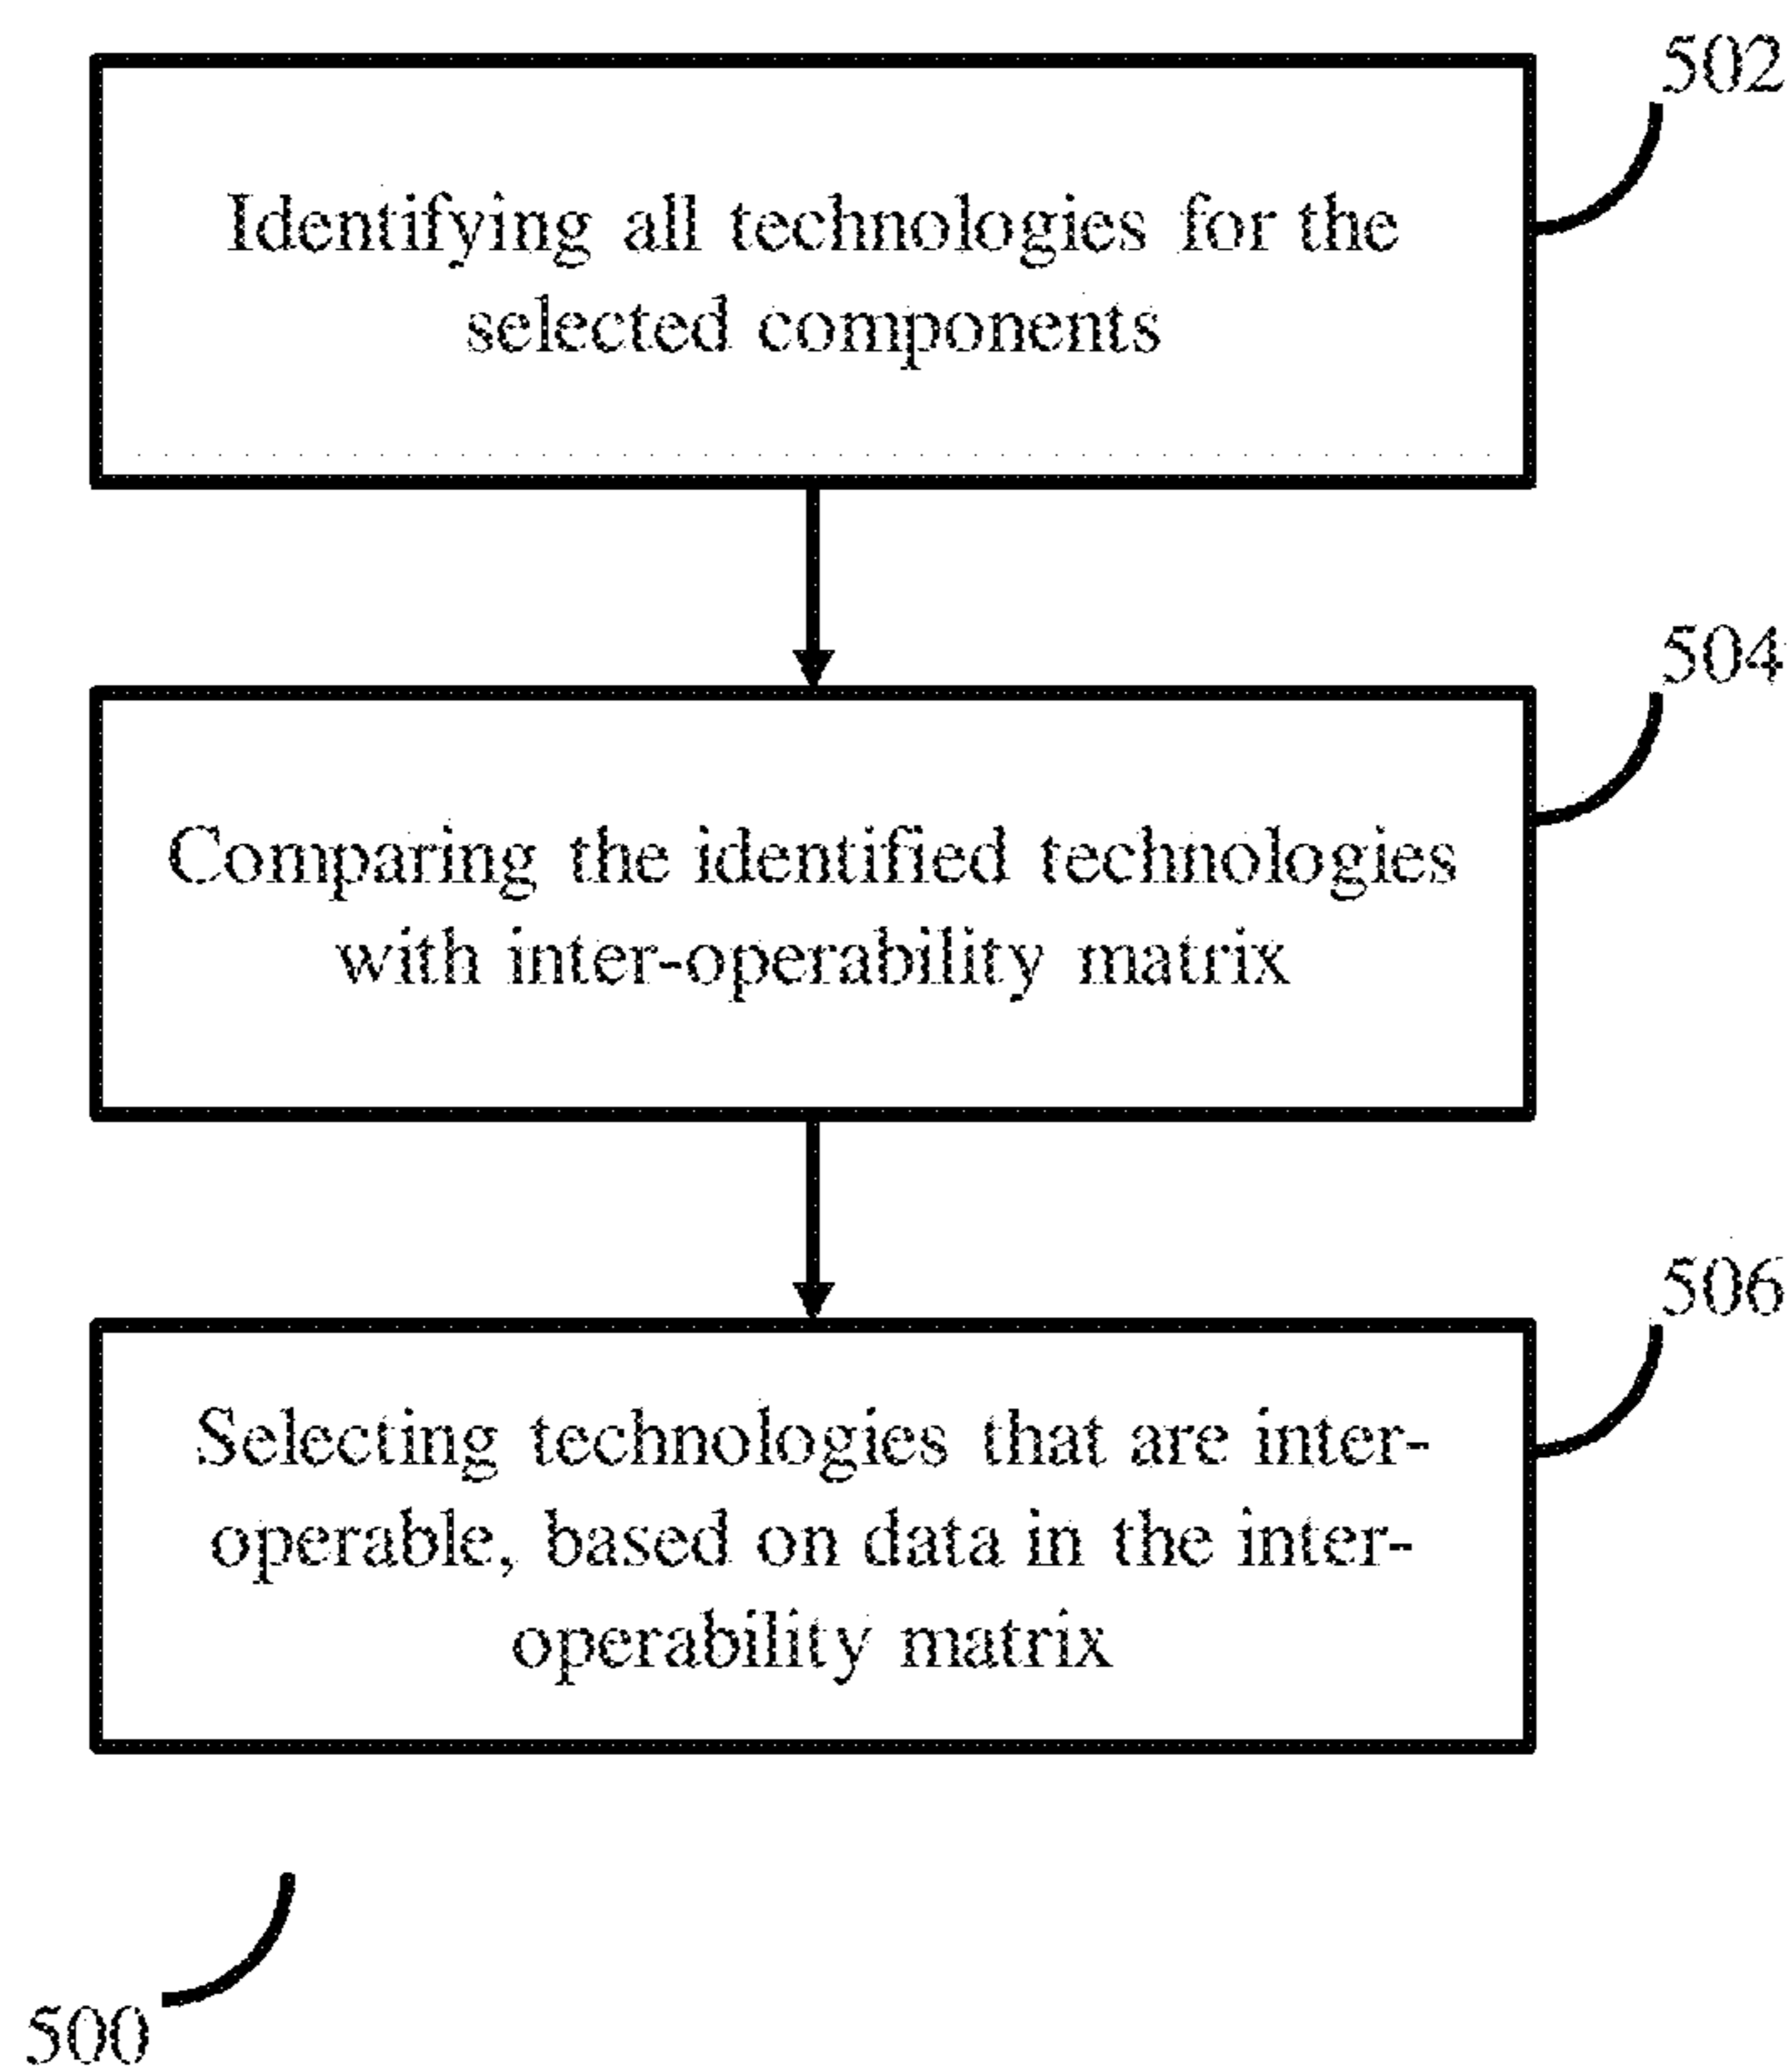 502
Identifying all technologies for the
selected components
504
Comparing the identified technologies
with inter-operability matrix
506
Selecting technologies that are inter-
operable, based on data in the inter-
operability matrix
500